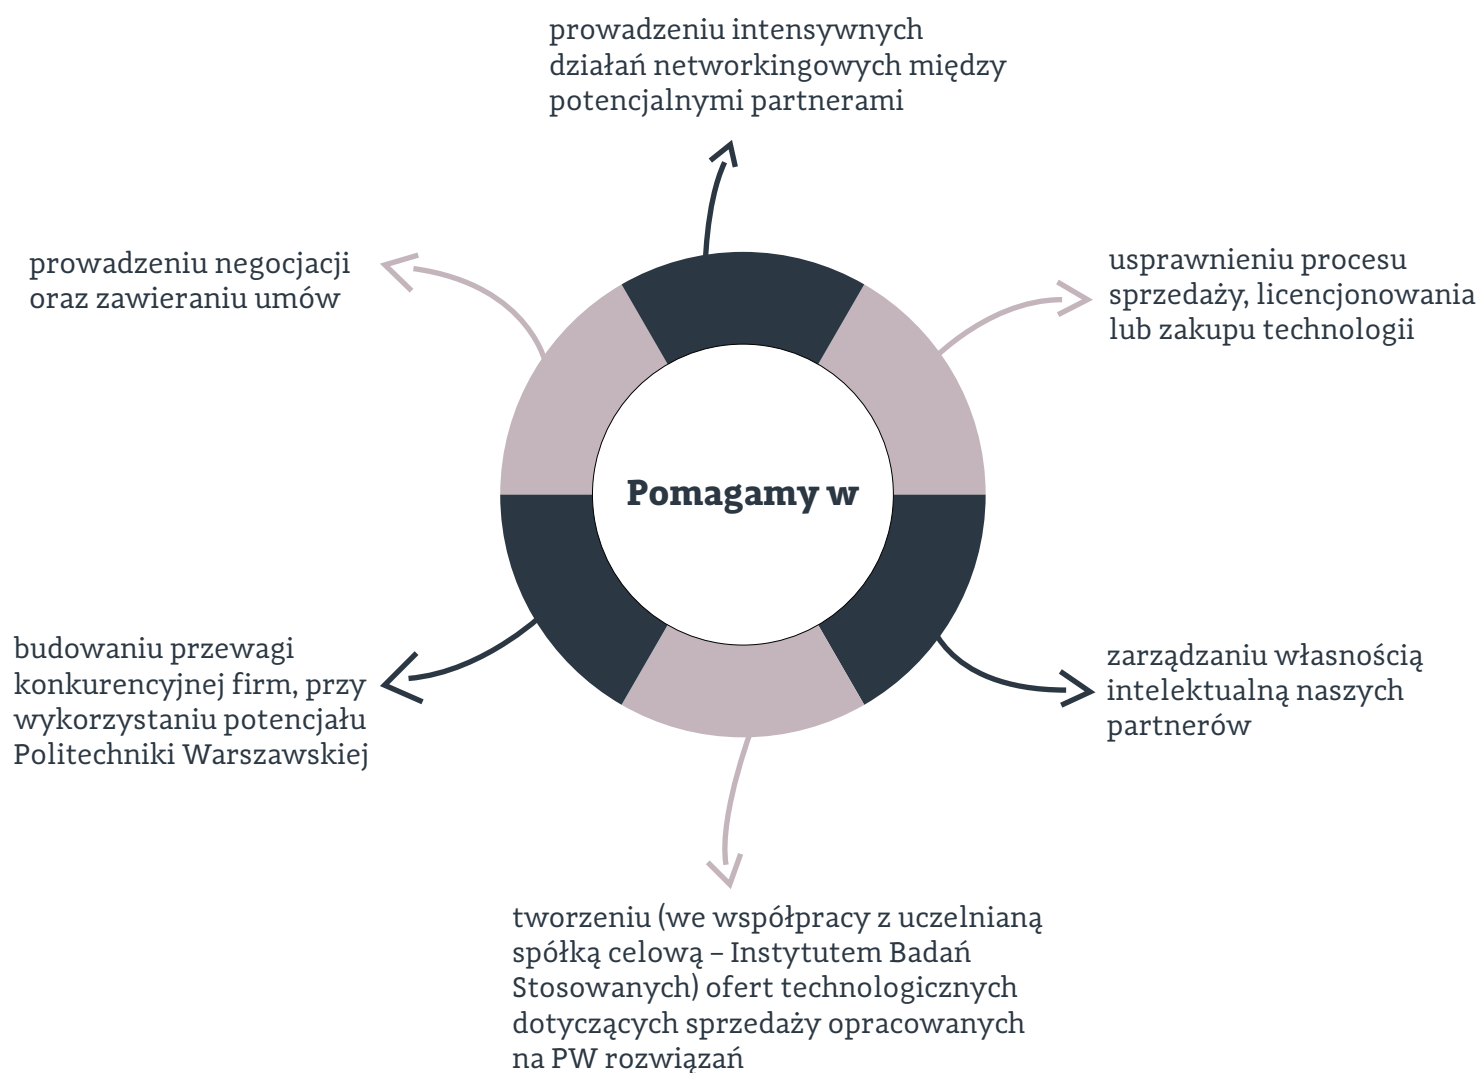 prowadzeniu intensywnych
działań networkingowych między
potencjalnymi partnerami
usprawnieniu procesu
sprzedaży, licencjonowania
lub zakupu technologii
zarządzaniu własnością
intelektualną naszych
partnerów
tworzeniu (we współpracy z uczelnianą
spółką celową – Instytutem Badań
Stosowanych) ofert technologicznych
dotyczących sprzedaży opracowanych
na PW rozwiązań
budowaniu przewagi
konkurencyjnej firm, przy
wykorzystaniu potencjału
Politechniki Warszawskiej
prowadzeniu negocjacji
oraz zawieraniu umów
Pomagamy w